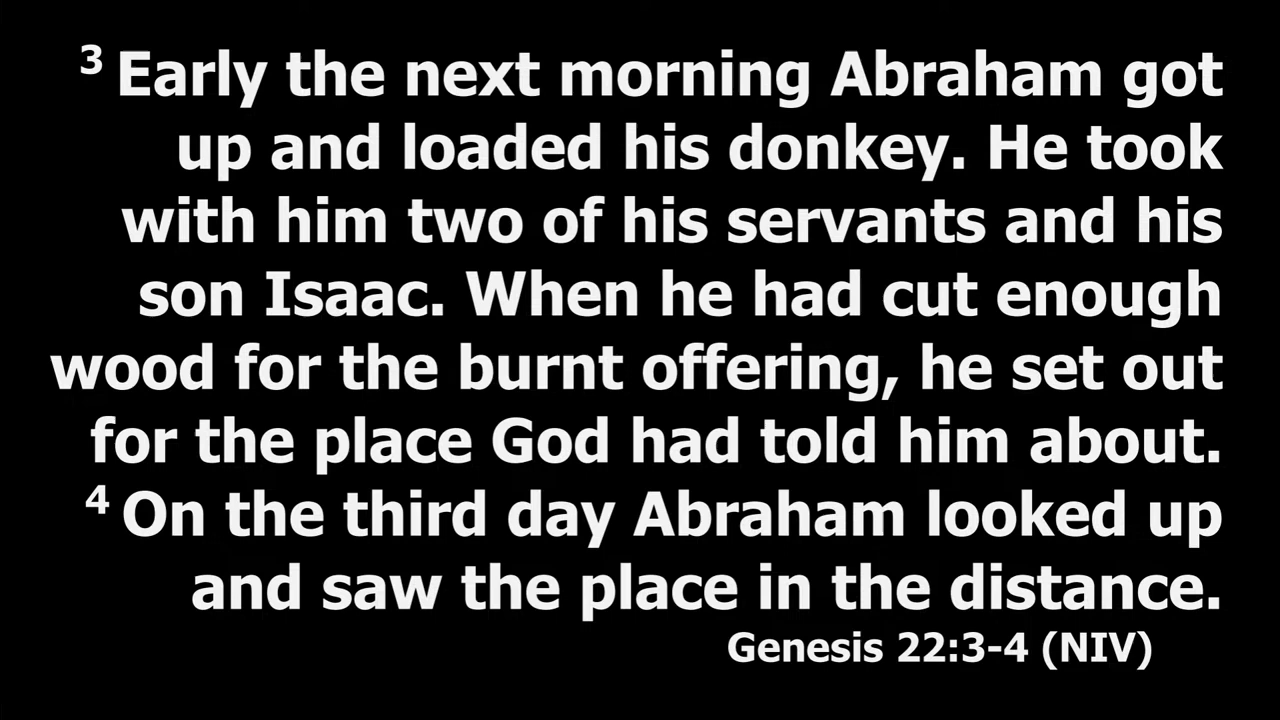 3 Early the next morning Abraham got
up and loaded his donkey. He took
with him two of his servants and his
son Isaac. When he had cut enough
wood for the burnt offering, he set out
for the place God had told him about.
4 On the third day Abraham looked up
and saw the place in the distance.
Genesis 22:3-4 (NIV)